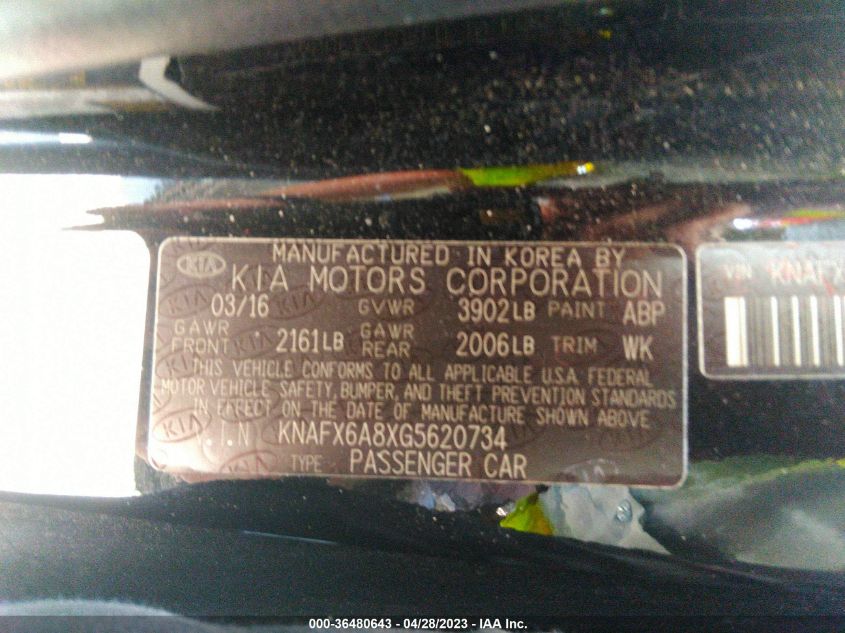 MANUFACTURED IN KOREA BY
KIA KIA MOTORS CORPORATION
03/16 GVWR 3902LB PAINT ABP
GAWR FRONT 2161LB GAWR REAR 2006LB TRIM WK
THIS VEHICLE CONFORMS TO ALL APPLICABLE U.S.A. FEDERAL
MOTOR VEHICLE SAFETY, BUMPER, AND THEFT PREVENTION STANDARDS
IN EFFECT ON THE DATE OF MANUFACTURE SHOWN ABOVE
.I.N KNAFX6A8XG5620734
TYPE : PASSENGER CAR
VIN KNAF
000-36480643 - 04/28/2023 - IAA Inc.